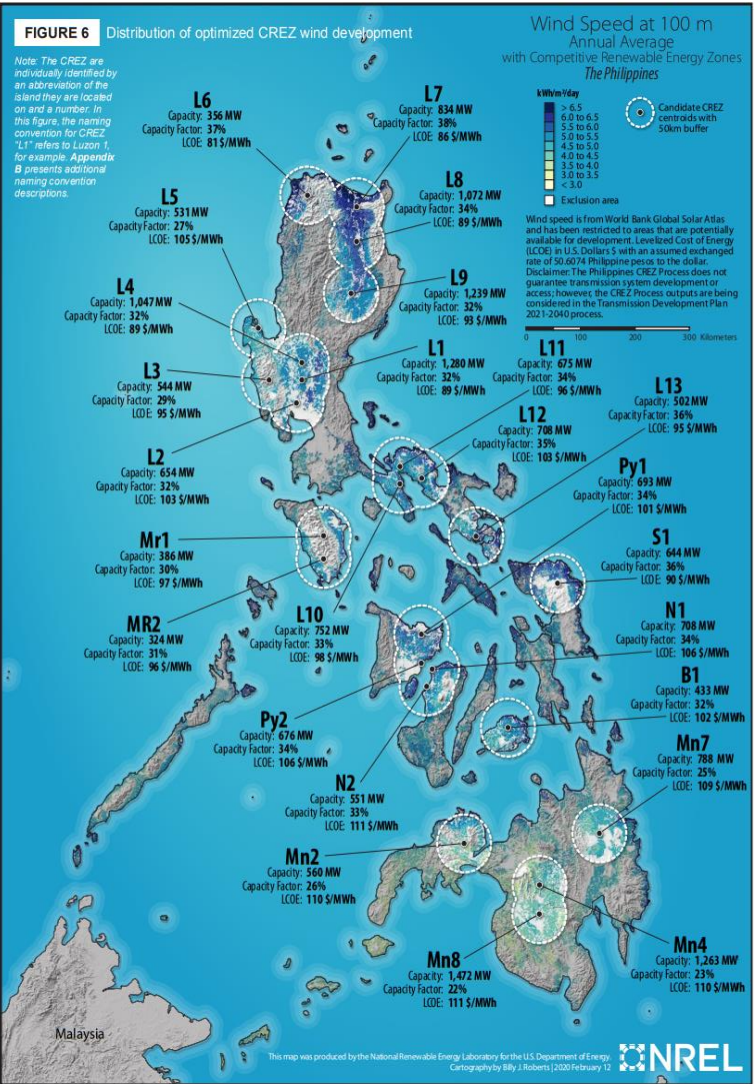 FIGURE 6 Distribution of optimized CREZ wind development
Note: The CREZ are
individually identified by
an abbreviation of the
island they are located
on and a number. In
this figure, the naming
convention for CREZ
"L1" refers to Luzon 1,
for example. Appendix
B presents additional
naming convention
descriptions.
Wind Speed at 100 m
Annual Average
with Competitive Renewable Energy Zones
The Philippines
kWh/m²/day
> 6.5
6.0 to 6.5
5.5 to 6.0
5.0 to 5.5
4.5 to 5.0
4.0 to 4.5
3.5 to 4.0
3.0 to 3.5
< 3.0
Exclusion area
Candidate CREZ
centroids with
50km buffer
Wind speed is from World Bank Global Solar Atlas
and has been restricted to areas that are potentially
available for development. Levelized Cost of Energy
(LCOE) in U.S. Dollars $ with an assumed exchanged
rate of 50.6074 Philippine pesos to the dollar.
Disclaimer: The Philippines CREZ Process does not
guarantee transmission system development or
access; however, the CREZ Process outputs are being
considered in the Transmission Development Plan
2021-2040 process.
0 100 200 300 Kilometers
L6
Capacity: 356 MW
Capacity Factor: 37%
LCOE: 81 $/MWh
L7
Capacity: 834 MW
Capacity Factor: 38%
LCOE: 86 $/MWh
L8
Capacity: 1,072 MW
Capacity Factor: 34%
LCOE: 89 $/MWh
L5
Capacity: 531 MW
Capacity Factor: 27%
LCOE: 105 $/MWh
L9
Capacity: 1,239 MW
Capacity Factor: 32%
LCOE: 93 $/MWh
L4
Capacity: 1,047 MW
Capacity Factor: 32%
LCOE: 89 $/MWh
L1
Capacity: 1,280 MW
Capacity Factor: 32%
LCOE: 89 $/MWh
L11
Capacity: 675 MW
Capacity Factor: 34%
LCOE: 96 $/MWh
L3
Capacity: 544 MW
Capacity Factor: 29%
LCOE: 95 $/MWh
L13
Capacity: 502 MW
Capacity Factor: 36%
LCOE: 95 $/MWh
L12
Capacity: 708 MW
Capacity Factor: 35%
LCOE: 103 $/MWh
L2
Capacity: 654 MW
Capacity Factor: 32%
LCOE: 103 $/MWh
Py1
Capacity: 693 MW
Capacity Factor: 34%
LCOE: 101 $/MWh
Mr1
Capacity: 386 MW
Capacity Factor: 30%
LCOE: 97 $/MWh
S1
Capacity: 644 MW
Capacity Factor: 36%
LCOE: 90 $/MWh
MR2
Capacity: 324 MW
Capacity Factor: 31%
LCOE: 96 $/MWh
L10
Capacity: 752 MW
Capacity Factor: 33%
LCOE: 98 $/MWh
N1
Capacity: 708 MW
Capacity Factor: 34%
LCOE: 106 $/MWh
B1
Capacity: 433 MW
Capacity Factor: 32%
LCOE: 102 $/MWh
Py2
Capacity: 676 MW
Capacity Factor: 34%
LCOE: 106 $/MWh
Mn7
Capacity: 788 MW
Capacity Factor: 25%
LCOE: 109 $/MWh
N2
Capacity: 551 MW
Capacity Factor: 33%
LCOE: 111 $/MWh
Mn2
Capacity: 560 MW
Capacity Factor: 26%
LCOE: 110 $/MWh
Mn4
Capacity: 1,263 MW
Capacity Factor: 23%
LCOE: 110 $/MWh
Mn8
Capacity: 1,472 MW
Capacity Factor: 22%
LCOE: 111 $/MWh
Malaysia
This map was produced by the National Renewable Energy Laboratory for the U.S. Department of Energy.
Cartography by Billy J. Roberts | 2020 February 12
NREL